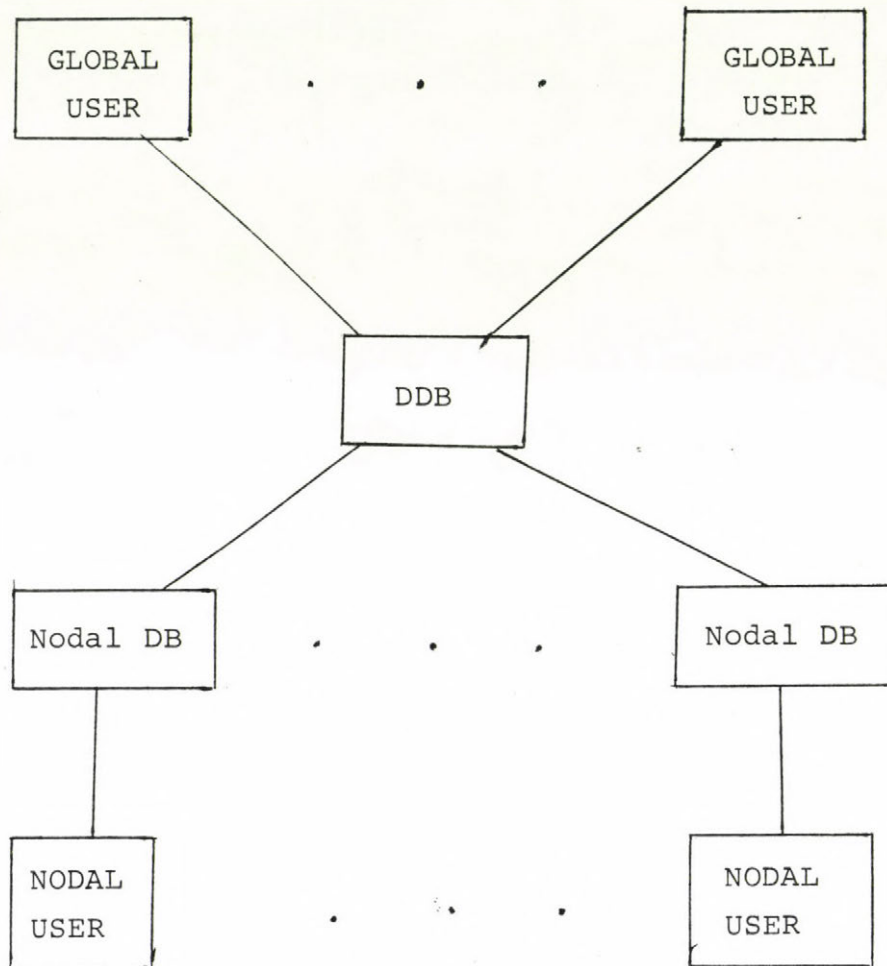 GLOBAL
USER
GLOBAL
USER
DDB
Nodal DB
Nodal DB
NODAL
USER
NODAL
USER